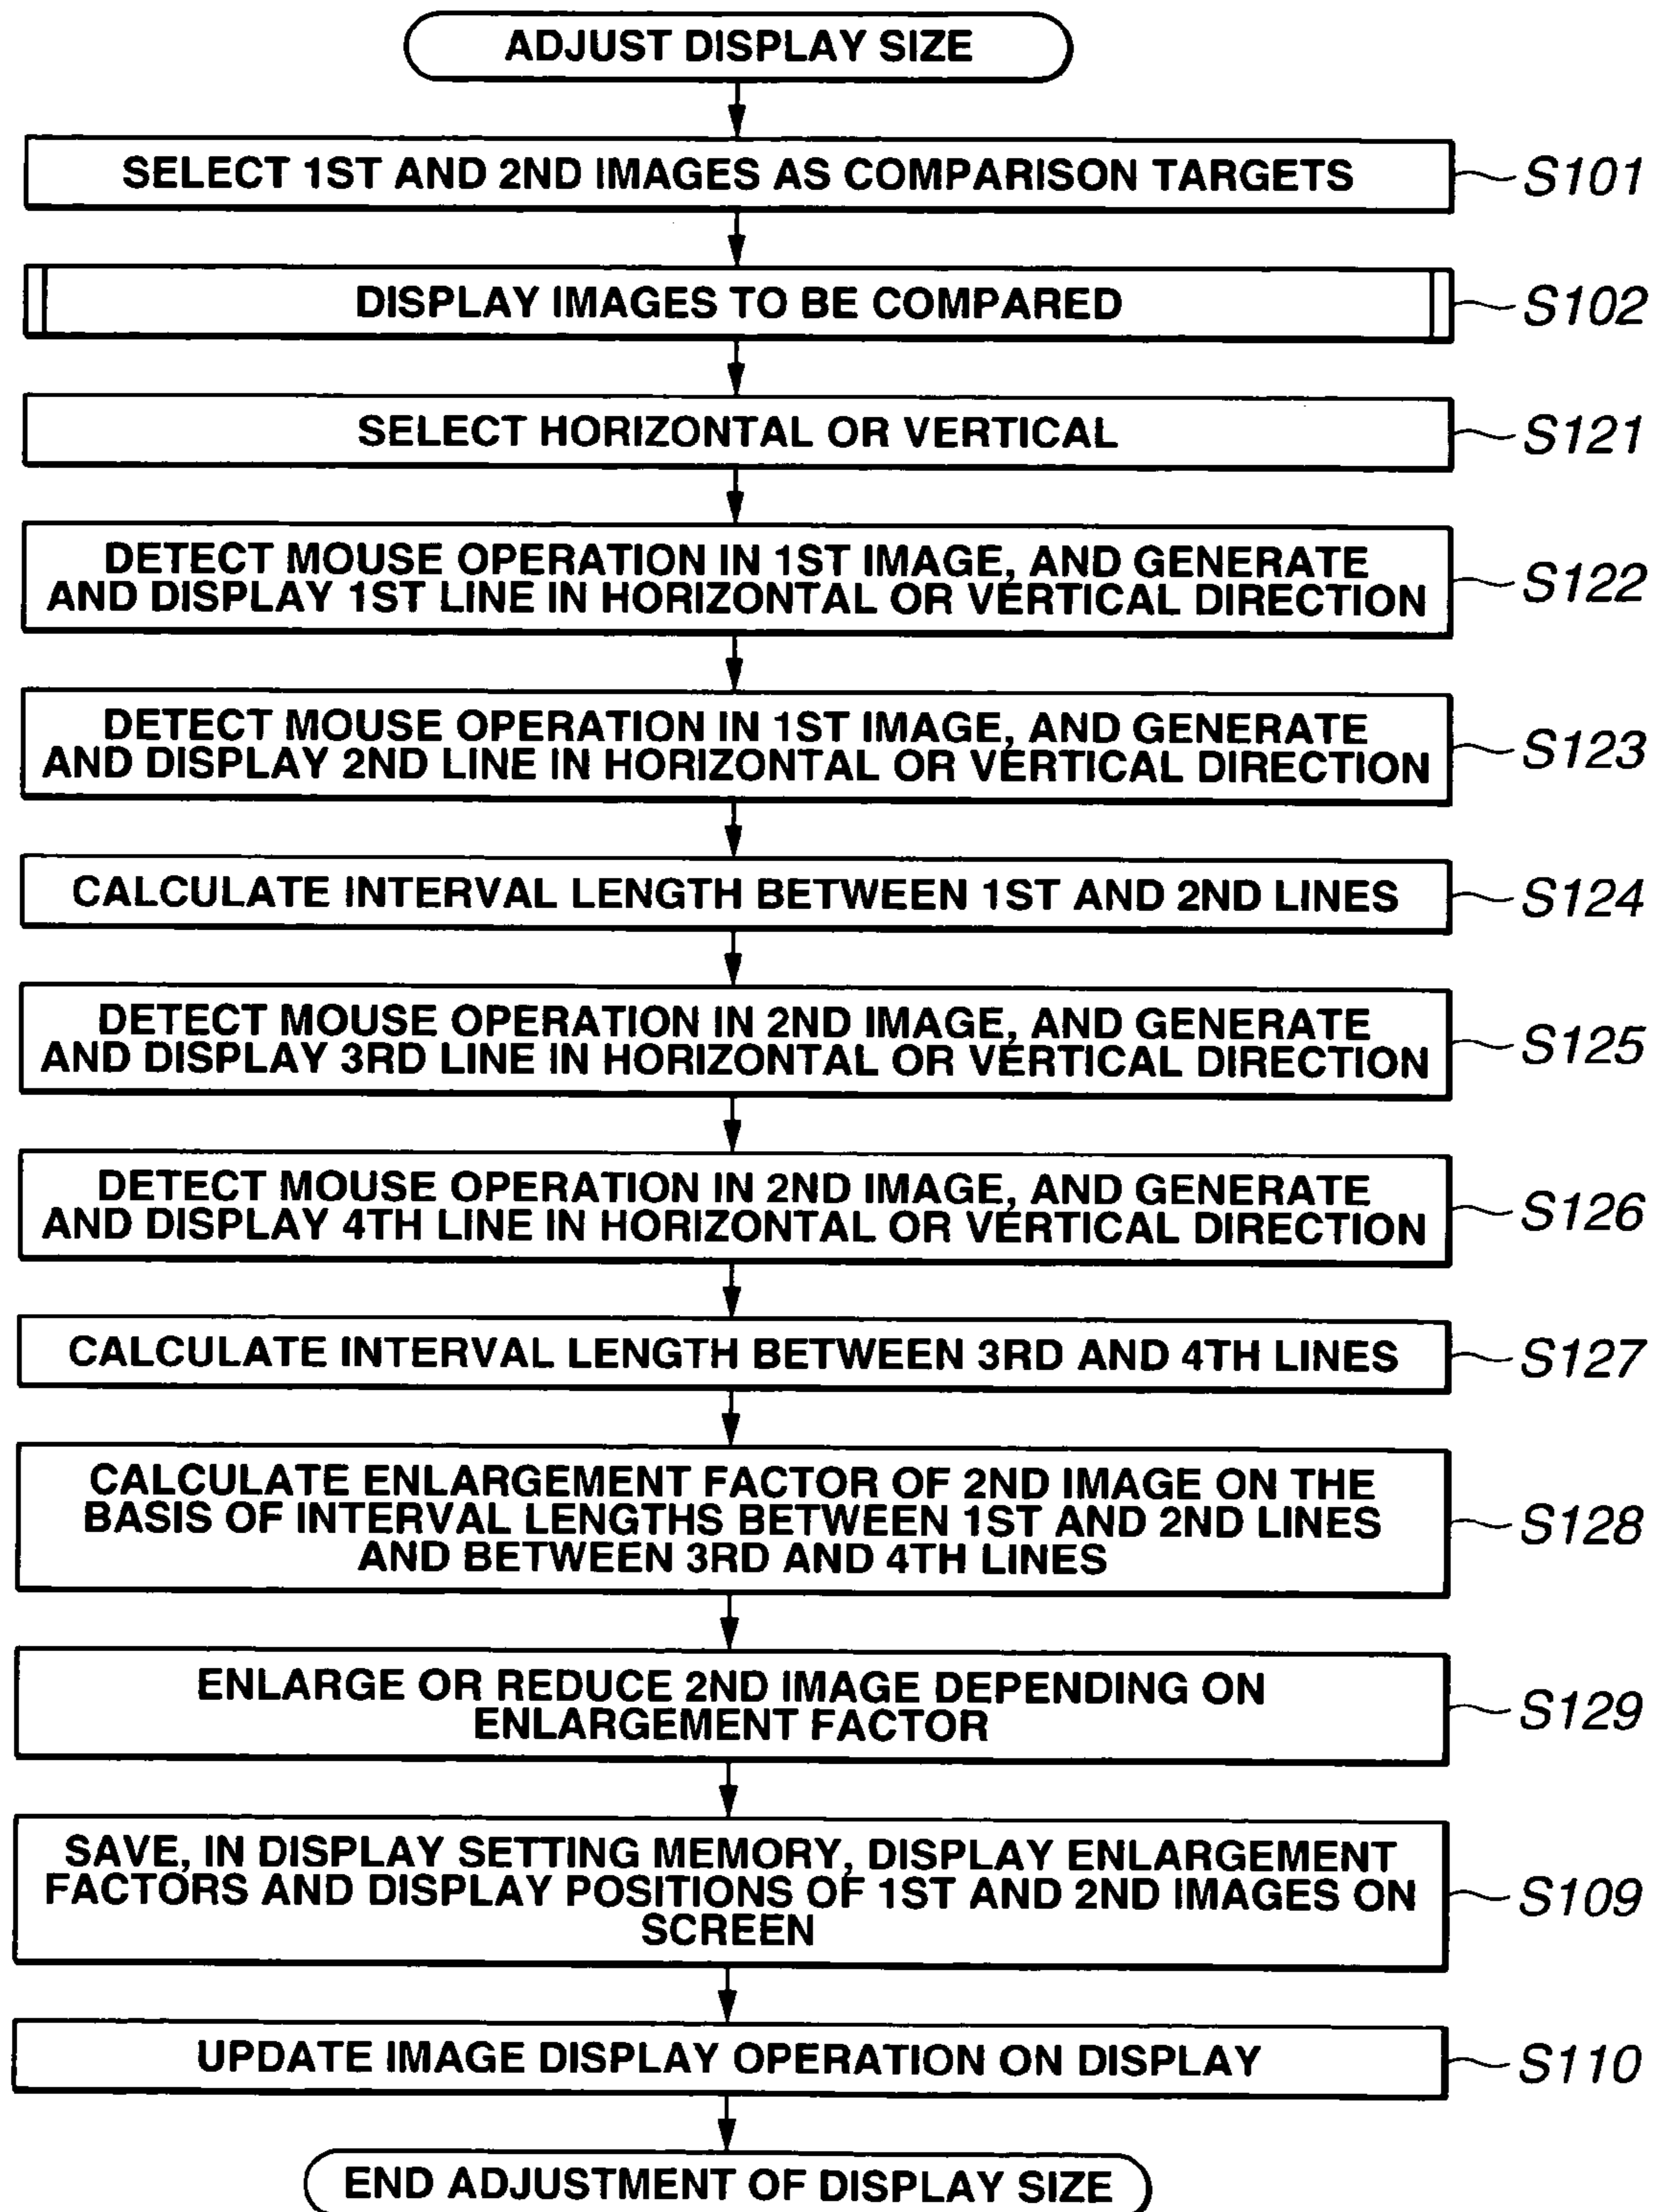 ADJUST DISPLAY SIZE
SELECT 1ST AND 2ND IMAGES AS COMPARISON TARGETS
S101
DISPLAY IMAGES TO BE COMPARED
S102
SELECT HORIZONTAL OR VERTICAL
S121
DETECT MOUSE OPERATION IN 1ST IMAGE, AND GENERATE
AND DISPLAY 1ST LINE IN HORIZONTAL OR VERTICAL DIRECTION
S122
DETECT MOUSE OPERATION IN 1ST IMAGE, AND GENERATE
AND DISPLAY 2ND LINE IN HORIZONTAL OR VERTICAL DIRECTION
S123
CALCULATE INTERVAL LENGTH BETWEEN 1ST AND 2ND LINES
S124
DETECT MOUSE OPERATION IN 2ND IMAGE, AND GENERATE
AND DISPLAY 3RD LINE IN HORIZONTAL OR VERTICAL DIRECTION
S125
DETECT MOUSE OPERATION IN 2ND IMAGE, AND GENERATE
AND DISPLAY 4TH LINE IN HORIZONTAL OR VERTICAL DIRECTION
S126
CALCULATE INTERVAL LENGTH BETWEEN 3RD AND 4TH LINES
S127
CALCULATE ENLARGEMENT FACTOR OF 2ND IMAGE ON THE
BASIS OF INTERVAL LENGTHS BETWEEN 1ST AND 2ND LINES
AND BETWEEN 3RD AND 4TH LINES
S128
ENLARGE OR REDUCE 2ND IMAGE DEPENDING ON
ENLARGEMENT FACTOR
S129
SAVE, IN DISPLAY SETTING MEMORY, DISPLAY ENLARGEMENT
FACTORS AND DISPLAY POSITIONS OF 1ST AND 2ND IMAGES ON
SCREEN
S109
UPDATE IMAGE DISPLAY OPERATION ON DISPLAY
S110
END ADJUSTMENT OF DISPLAY SIZE